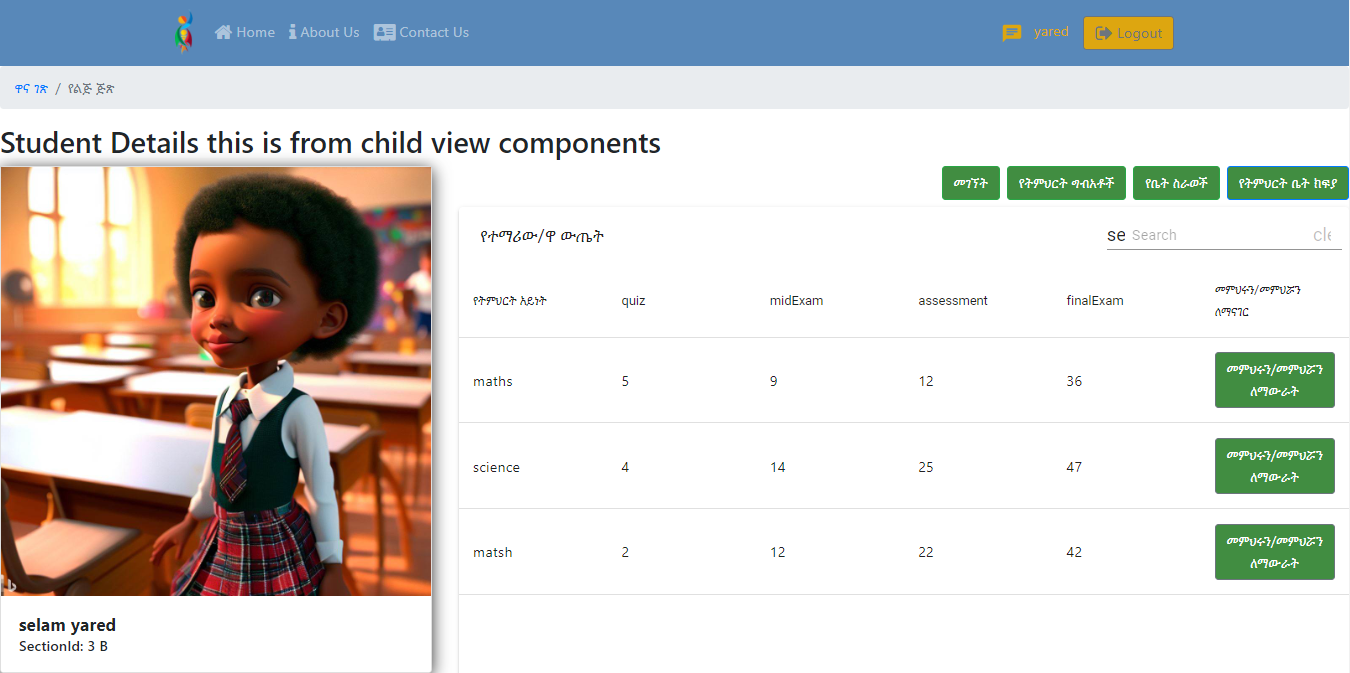 Home About Us Contact Us yared Logout
ዋና ገጽ / የልጅ ጅጽ
Student Details this is from child view components
መገኘት የትምህርት ግብአቶች የቤት ስራወች የትምህርት ቤት ክፍያ
የተማሪው/ዋ ውጤት se Search cle
የትምህርት አይነት quiz midExam assessment finalExam መምህሩን/መምህሯን
ለማናገር
maths 5 9 12 36 መምህሩን/መምህሯን
ለማውራት
science 4 14 25 47 መምህሩን/መምህሯን
ለማውራት
matsh 2 12 22 42 መምህሩን/መምህሯን
ለማውራት
b
selam yared
SectionId: 3 B